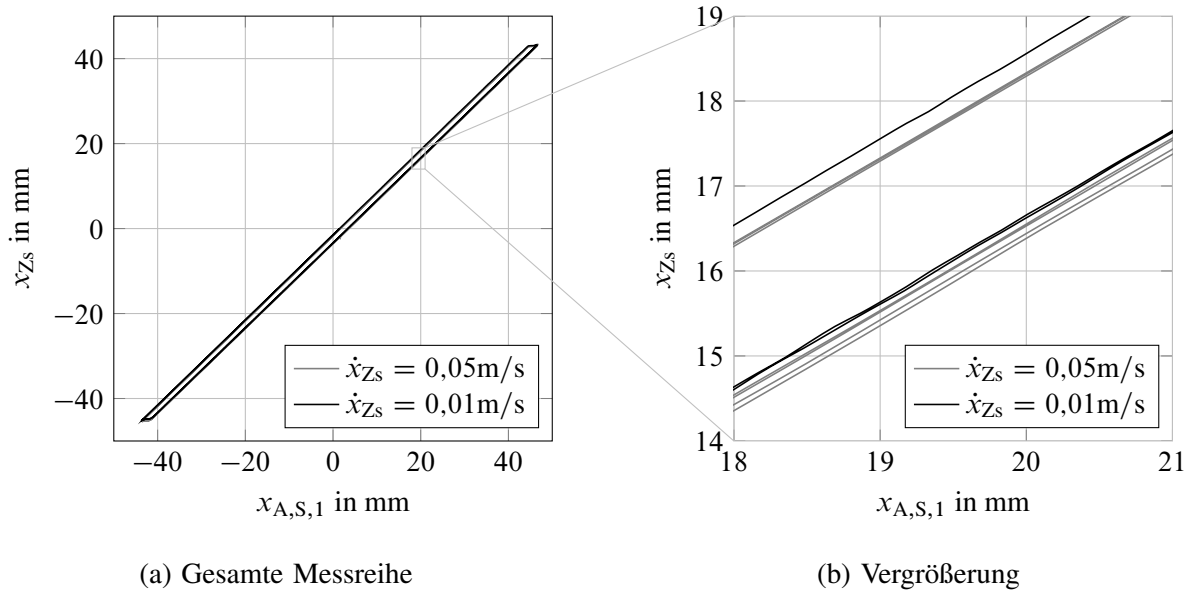 40
20
0
−20
−40
x_Zs in mm
−40 −20 0 20 40
x_A,S,1 in mm
ẋ_Zs = 0,05m/s
ẋ_Zs = 0,01m/s
(a) Gesamte Messreihe
19
18
17
16
15
14
x_Zs in mm
18 19 20 21
x_A,S,1 in mm
ẋ_Zs = 0,05m/s
ẋ_Zs = 0,01m/s
(b) Vergrößerung